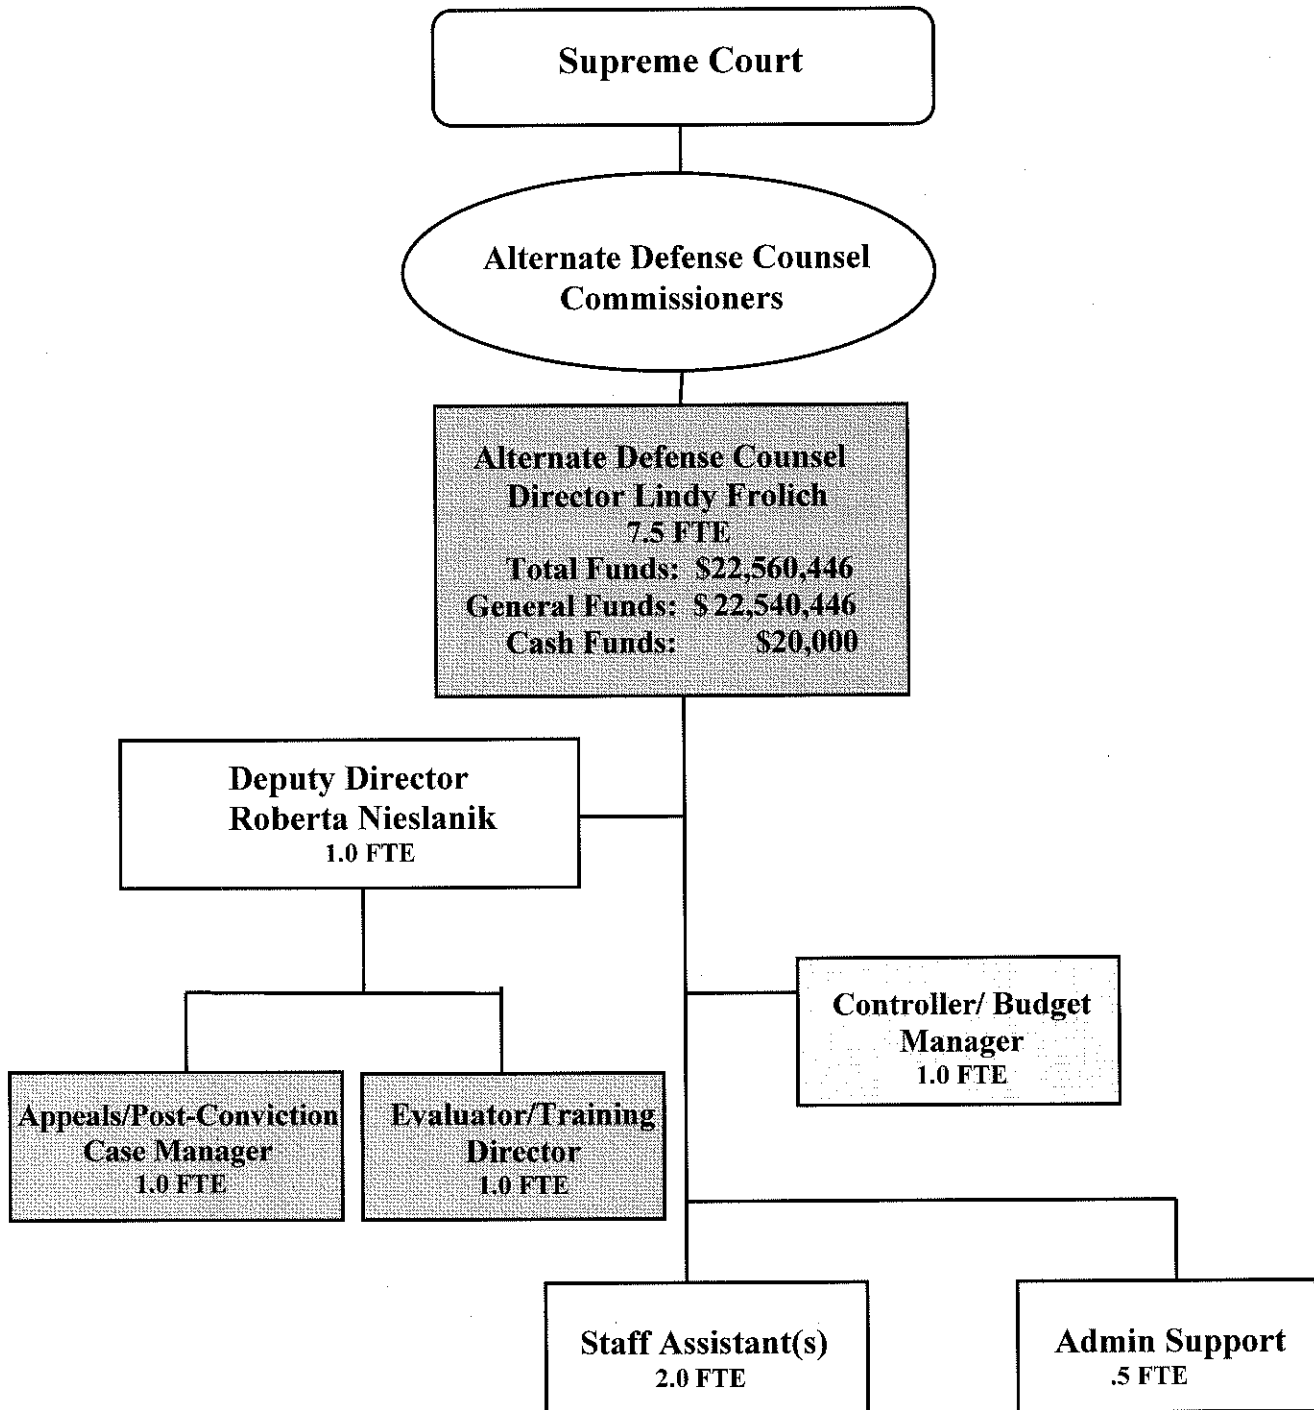 Supreme Court
Alternate Defense Counsel
Commissioners
Alternate Defense Counsel
Director Lindy Frolich
7.5 FTE
Total Funds: $22,560,446
General Funds: $22,540,446
Cash Funds: $20,000
Deputy Director
Roberta Nieslanik
1.0 FTE
Controller/ Budget
Manager
1.0 FTE
Appeals/Post-Conviction
Case Manager
1.0 FTE
Evaluator/Training
Director
1.0 FTE
Staff Assistant(s)
2.0 FTE
Admin Support
.5 FTE